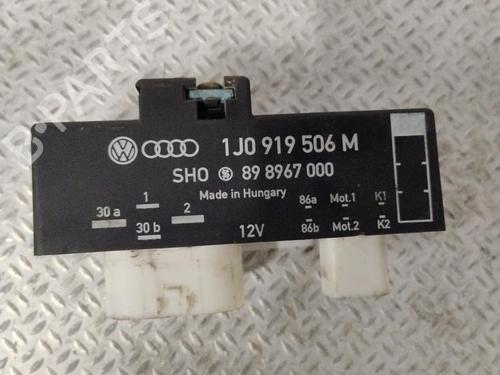 B-PARTS
1J0 919 506 M
SHO 89 8967 000
Made in Hungary
30 a 1 2 86a Mot.1 K1
30 b 12V 86b Mot.2 K2